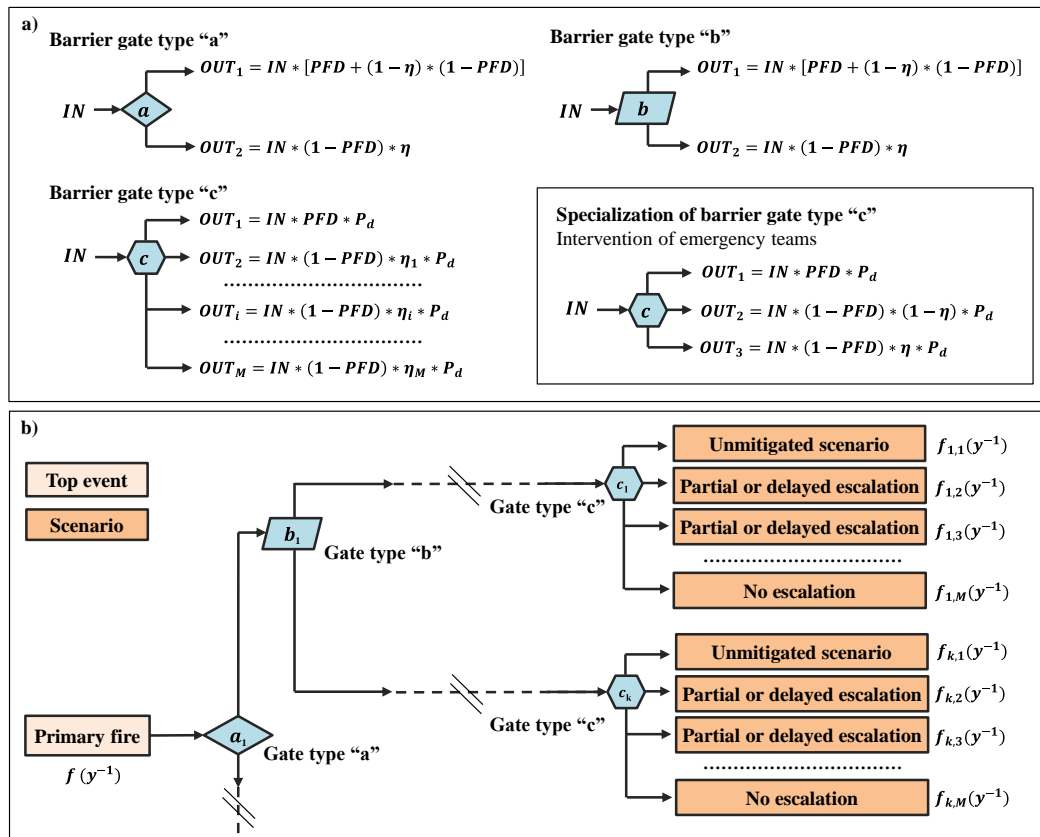 a)
Barrier gate type “a”
OUT₁ = IN * [PFD + (1 − η) * (1 − PFD)]
IN
a
OUT₂ = IN * (1 − PFD) * η
Barrier gate type “b”
OUT₁ = IN * [PFD + (1 − η) * (1 − PFD)]
IN
b
OUT₂ = IN * (1 − PFD) * η
Barrier gate type “c”
OUT₁ = IN * PFD * P_d
IN
c
OUT₂ = IN * (1 − PFD) * η₁ * P_d
OUTᵢ = IN * (1 − PFD) * ηᵢ * P_d
OUT_M = IN * (1 − PFD) * η_M * P_d
Specialization of barrier gate type “c”
Intervention of emergency teams
OUT₁ = IN * PFD * P_d
IN
c
OUT₂ = IN * (1 − PFD) * (1 − η) * P_d
OUT₃ = IN * (1 − PFD) * η * P_d
b)
Top event
Scenario
Primary fire
f (y⁻¹)
a₁
Gate type “a”
b₁
Gate type “b”
c₁
Gate type “c”
Unmitigated scenario f₁,₁(y⁻¹)
Partial or delayed escalation f₁,₂(y⁻¹)
Partial or delayed escalation f₁,₃(y⁻¹)
No escalation f₁,M(y⁻¹)
c_k
Gate type “c”
Unmitigated scenario f_k,₁(y⁻¹)
Partial or delayed escalation f_k,₂(y⁻¹)
Partial or delayed escalation f_k,₃(y⁻¹)
No escalation f_k,M(y⁻¹)